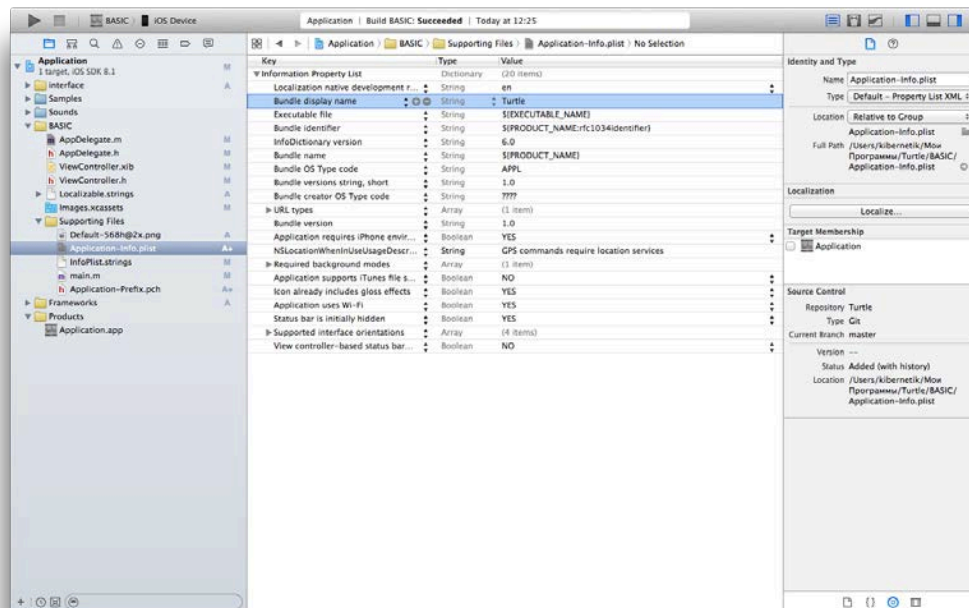 BASIC
iOS Device
Application | Build BASIC: Succeeded | Today at 12:25
Application
BASIC
Supporting Files
Application-Info.plist
No Selection
Application
1 target, iOS SDK 8.1
M
interface
A
Samples
Sounds
BASIC
AppDelegate.m M
AppDelegate.h M
ViewController.xib M
ViewController.h M
Localizable.strings A
Images.xcassets M
Supporting Files
Default-568h@2x.png A
Application-Info.plist A+
InfoPlist.strings M
main.m M
Application-Prefix.pch A+
Frameworks A
Products
Application.app
Key Type Value
Information Property List Dictionary (20 items)
Localization native development r... String en
Bundle display name String Turtle
Executable file String ${EXECUTABLE_NAME}
Bundle identifier String ${PRODUCT_NAME:rfc1034identifier}
InfoDictionary version String 6.0
Bundle name String ${PRODUCT_NAME}
Bundle OS Type code String APPL
Bundle versions string, short String 1.0
Bundle creator OS Type code String ????
URL types Array (1 item)
Bundle version String 1.0
Application requires iPhone envir... Boolean YES
NSLocationWhenInUseUsageDescr... String GPS commands require location services
Required background modes Array (1 item)
Application supports iTunes file s... Boolean NO
Icon already includes gloss effects Boolean YES
Application uses Wi-Fi Boolean YES
Status bar is initially hidden Boolean YES
Supported interface orientations Array (4 items)
View controller-based status bar... Boolean NO
Identity and Type
Name Application-Info.plist
Type Default - Property List XML
Location Relative to Group
Application-Info.plist
Full Path /Users/kibernetik/Мои
Программы/Turtle/BASIC/
Application-Info.plist
Localization
Localize...
Target Membership
Application
Source Control
Repository Turtle
Type Git
Current Branch master
Version --
Status Added (with history)
Location /Users/kibernetik/Мои
Программы/Turtle/BASIC/
Application-Info.plist